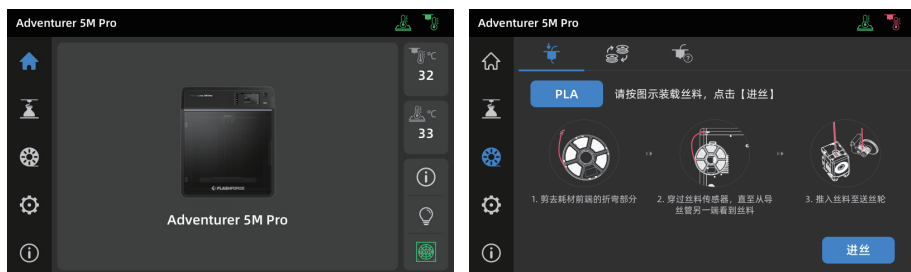 Adventurer 5M Pro
℃
32
℃
33
FLASHFORGE
Adventurer 5M Pro
Adventurer 5M Pro
PLA
请按图示装载丝料，点击【进丝】
1. 剪去耗材前端的折弯部分
2. 穿过丝料传感器，直至从导
丝管另一端看到丝料
3. 推入丝料至送丝轮
进丝